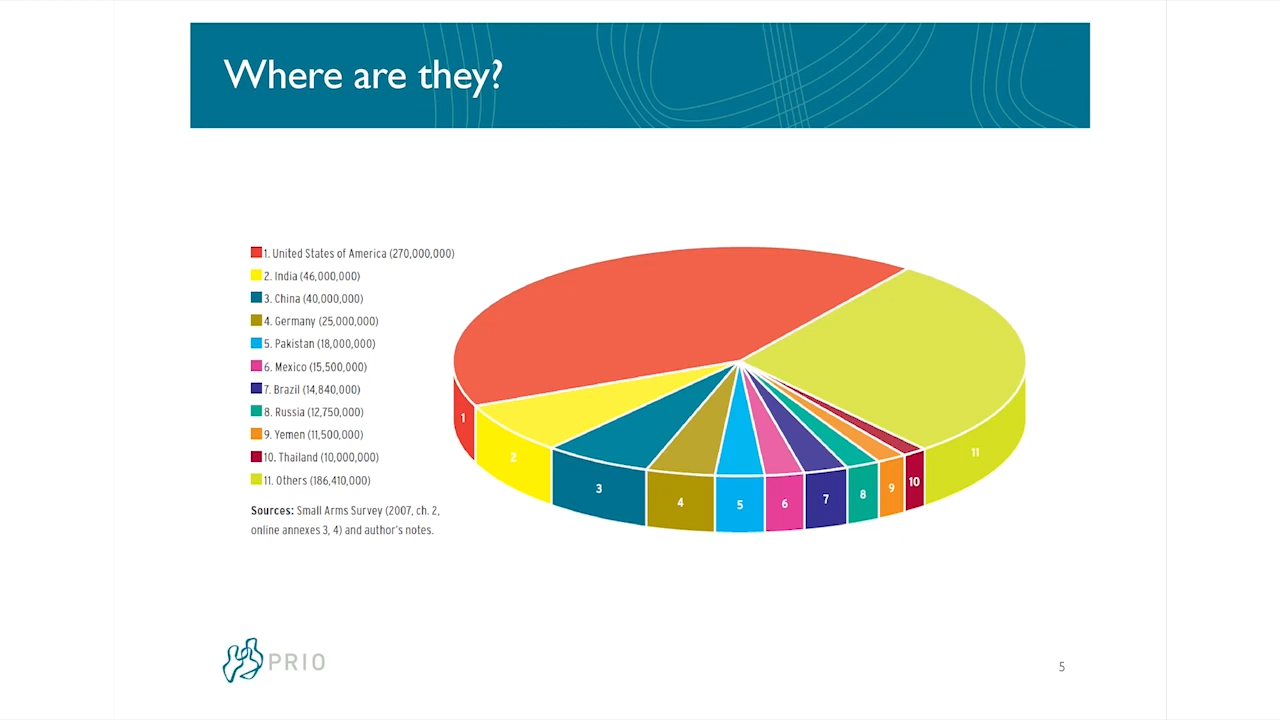 Where are they?
1. United States of America (270,000,000)
2. India (46,000,000)
3. China (40,000,000)
4. Germany (25,000,000)
5. Pakistan (18,000,000)
6. Mexico (15,500,000)
7. Brazil (14,840,000)
8. Russia (12,750,000)
9. Yemen (11,500,000)
10. Thailand (10,000,000)
11. Others (186,410,000)
Sources: Small Arms Survey (2007, ch. 2,
online annexes 3, 4) and author's notes.
1
2
3
4
5
6
7
8
9
10
11
PRIO
5